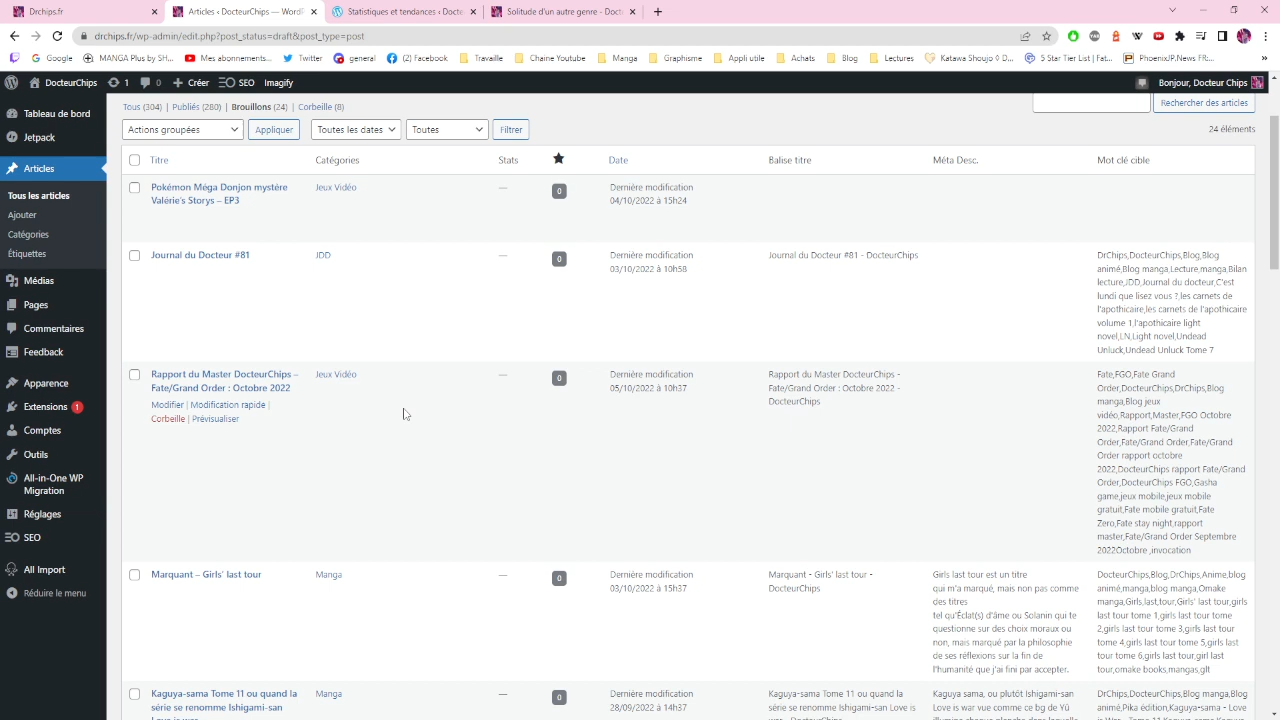 Drchips.fr
Articles ‹ DocteurChips — Word
Statistiques et tendances ‹ Docte
Solitude d'un autre genre - Doct
drchips.fr/wp-admin/edit.php?post_status=draft&post_type=post
Google
MANGA Plus by SH...
Mes abonnements...
Twitter
général
(2) Facebook
Travaille
Chaine Youtube
Manga
Graphisme
Appli utile
Achats
Blog
Lectures
Katawa Shoujo 0 D...
5 Star Tier List | Fat...
PhoenixJP.News FR...
»
DocteurChips
1
0
Créer
SEO
Imagify
Bonjour, Docteur Chips
Tableau de bord
Jetpack
Articles
Tous les articles
Ajouter
Catégories
Étiquettes
Médias
Pages
Commentaires
Feedback
Apparence
Extensions 1
Comptes
Outils
All-in-One WP
Migration
Réglages
SEO
All Import
Réduire le menu
Tous (304) | Publiés (280) | Brouillons (24) | Corbeille (8)
Rechercher des articles
Actions groupées
Appliquer
Toutes les dates
Toutes
Filtrer
24 éléments
Titre
Catégories
Stats
Date
Balise titre
Méta Desc.
Mot clé cible
Pokémon Méga Donjon mystère
Valérie's Storys – EP3
Jeux Vidéo
—
0
Dernière modification
04/10/2022 à 15h24
Journal du Docteur #81
JDD
—
0
Dernière modification
03/10/2022 à 10h58
Journal du Docteur #81 - DocteurChips
DrChips,DocteurChips,Blog,Blog
animé,Blog manga,Lecture,manga,Bilan
lecture,JDD,Journal du docteur,C'est
lundi que lisez vous ?,les carnets de
l'apothicaire,les carnets de l'apothicaire
volume 1,l'apothicaire light
novel,LN,Light novel,Undead
Unluck,Undead Unluck Tome 7
Rapport du Master DocteurChips –
Fate/Grand Order : Octobre 2022
Modifier | Modification rapide |
Corbeille | Prévisualiser
Jeux Vidéo
—
0
Dernière modification
05/10/2022 à 10h37
Rapport du Master DocteurChips -
Fate/Grand Order : Octobre 2022 -
DocteurChips
Fate,FGO,Fate Grand
Order,DocteurChips,DrChips,Blog
manga,Blog jeux
vidéo,Rapport,Master,FGO Octobre
2022,Rapport Fate/Grand
Order,Fate/Grand Order,Fate/Grand
Order rapport octobre
2022,DocteurChips rapport Fate/Grand
Order,DocteurChips FGO,Gasha
game,jeux mobile,jeux mobile
gratuit,Fate mobile gratuit,Fate
Zero,Fate stay night,rapport
master,Fate/Grand Order Septembre
2022Octobre ,invocation
Marquant – Girls' last tour
Manga
—
0
Dernière modification
03/10/2022 à 15h37
Marquant - Girls' last tour -
DocteurChips
Girls last tour est un titre
qui m'a marqué, mais non pas comme
des titres
tel qu'Éclat(s) d'âme ou Solanin qui te
questionne sur des choix moraux ou
non, mais marqué par la philosophie
de ses réflexions sur la fin de
l'humanité que j'ai fini par accepter.
DocteurChips,Blog,DrChips,Anime,blog
animé,manga,blog manga,Omake
manga,Girls,last,tour,Girls' last tour,girls
last tour tome 1,girls last tour tome
2,girls last tour tome 3,girls last tour
tome 4,girls last tour tome 5,girls last
tour tome 6,girls last tour,girl last
tour,omake books,mangas,glt
Kaguya-sama Tome 11 ou quand la
série se renomme Ishigami-san
Love is war
Manga
—
0
Dernière modification
28/09/2022 à 14h37
Kaguya-sama Tome 11 ou quand la
série se renomme Ishigami-san Love is
Kaguya sama, ou plutôt Ishigami-san
Love is war vue comme ce bg de Yû
DrChips,DocteurChips,Blog manga,Blog